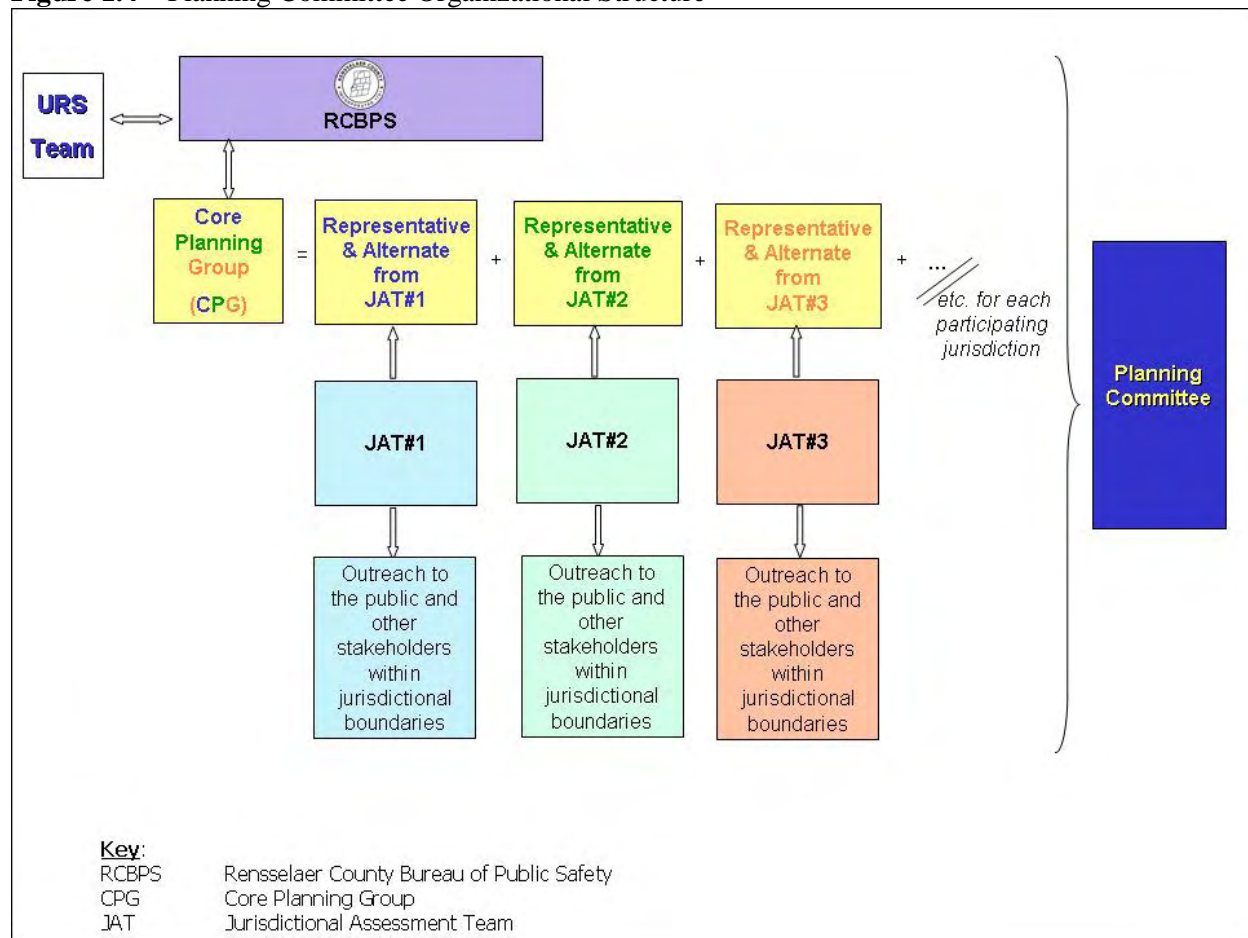 Figure 1.4 – Planning Committee Organizational Structure
URS
Team
RCBPS
Core
Planning
Group
(CPG)
=
Representative
& Alternate
from
JAT#1
+
Representative
& Alternate
from
JAT#2
+
Representative
& Alternate
from
JAT#3
+
...
etc. for each
participating
jurisdiction
Planning
Committee
JAT#1
JAT#2
JAT#3
Outreach to
the public and
other
stakeholders
within
jurisdictional
boundaries
Outreach to
the public and
other
stakeholders
within
jurisdictional
boundaries
Outreach to
the public and
other
stakeholders
within
jurisdictional
boundaries
Key:
RCBPS Rensselaer County Bureau of Public Safety
CPG Core Planning Group
JAT Jurisdictional Assessment Team